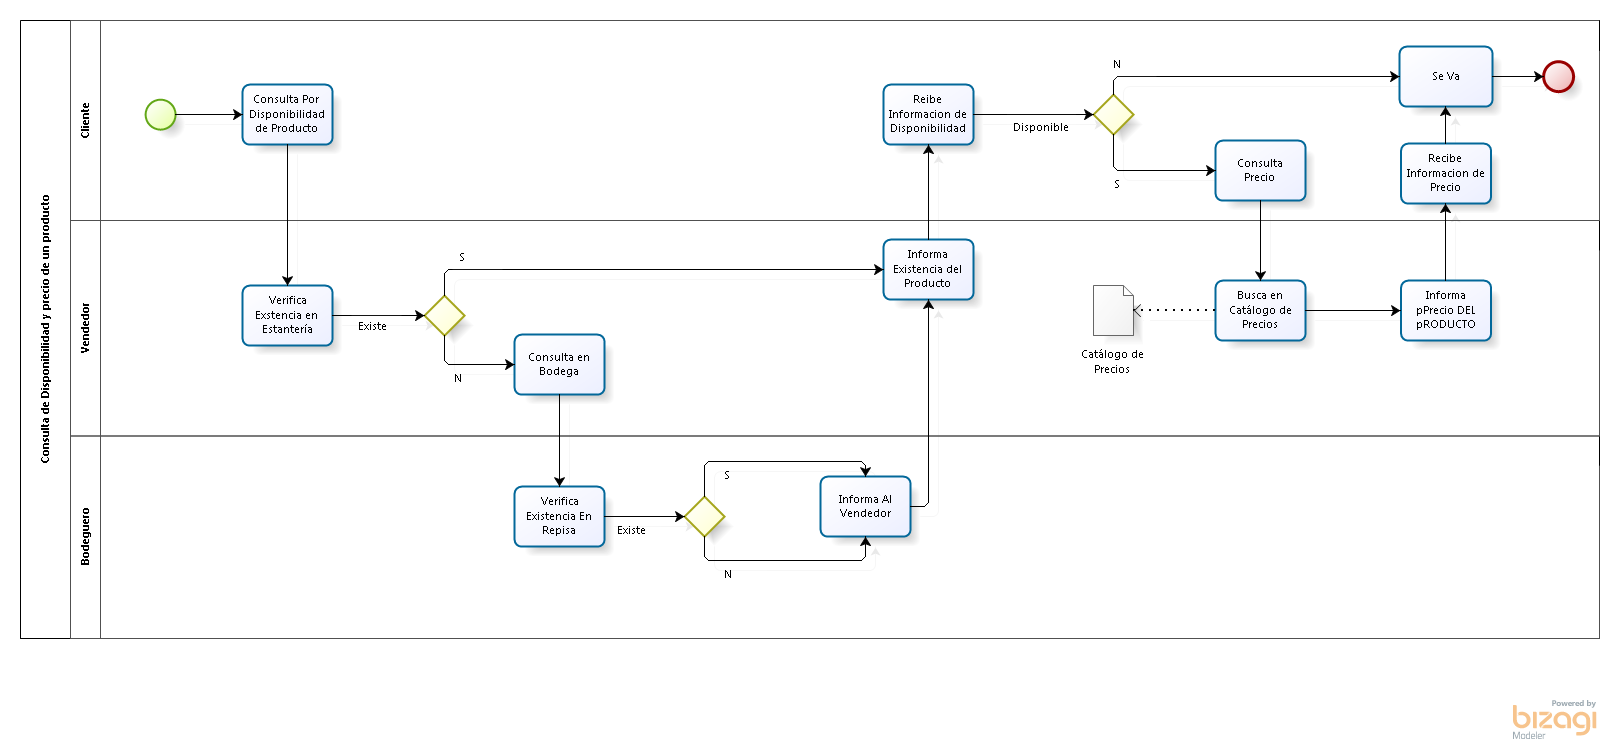 Consulta de Disponibilidad y precio de un producto
Cliente
Consulta Por
Disponibilidad
de Producto
Reibe
Informacion de
Disponibilidad
Disponible
N
S
Se Va
Consulta
Precio
Recibe
Informacion de
Precio
Vendedor
Verifica
Exstencia en
Estantería
Existe
S
N
Consulta en
Bodega
Informa
Existencia del
Producto
Catálogo de
Precios
Busca en
Catálogo de
Precios
Informa
pPrecio DEL
pRODUCTO
Bodeguero
Verifica
Existencia En
Repisa
Existe
S
N
Informa Al
Vendedor
Powered by
bizagi
Modeler